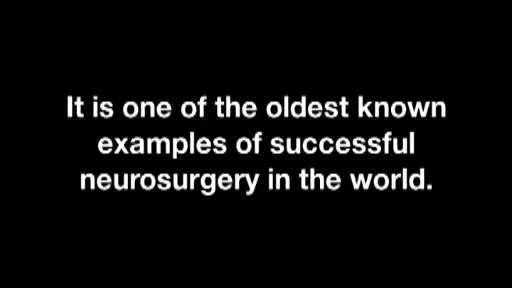 It is one of the oldest known
examples of successful
neurosurgery in the world.